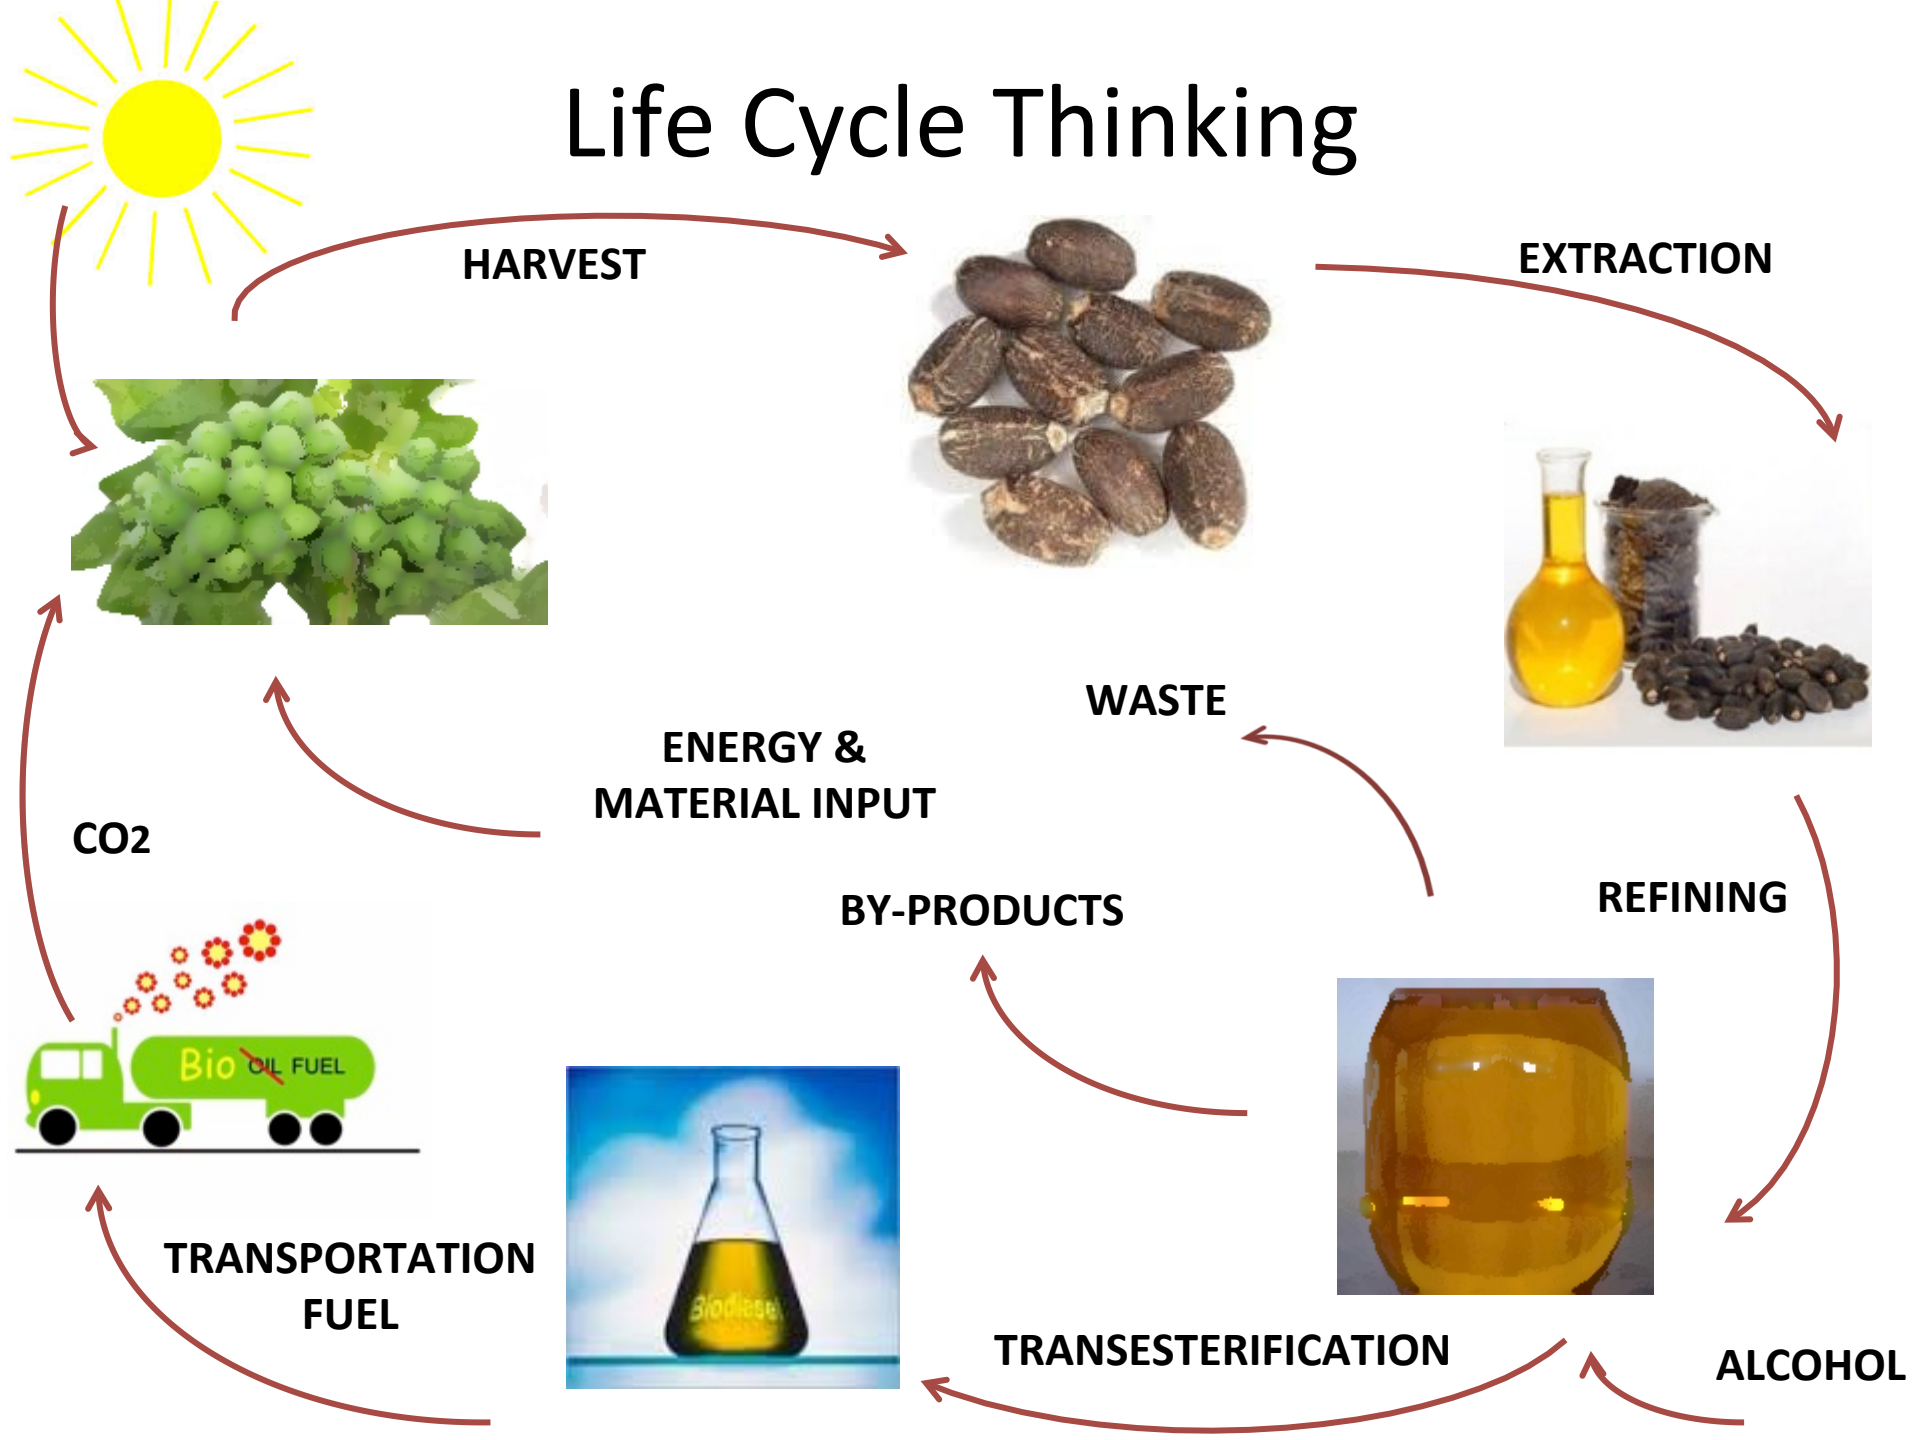 Life Cycle Thinking
HARVEST
EXTRACTION
WASTE
ENERGY &
MATERIAL INPUT
CO2
BY-PRODUCTS
REFINING
Bio OIL FUEL
Biodiesel
TRANSPORTATION
FUEL
TRANSESTERIFICATION
ALCOHOL